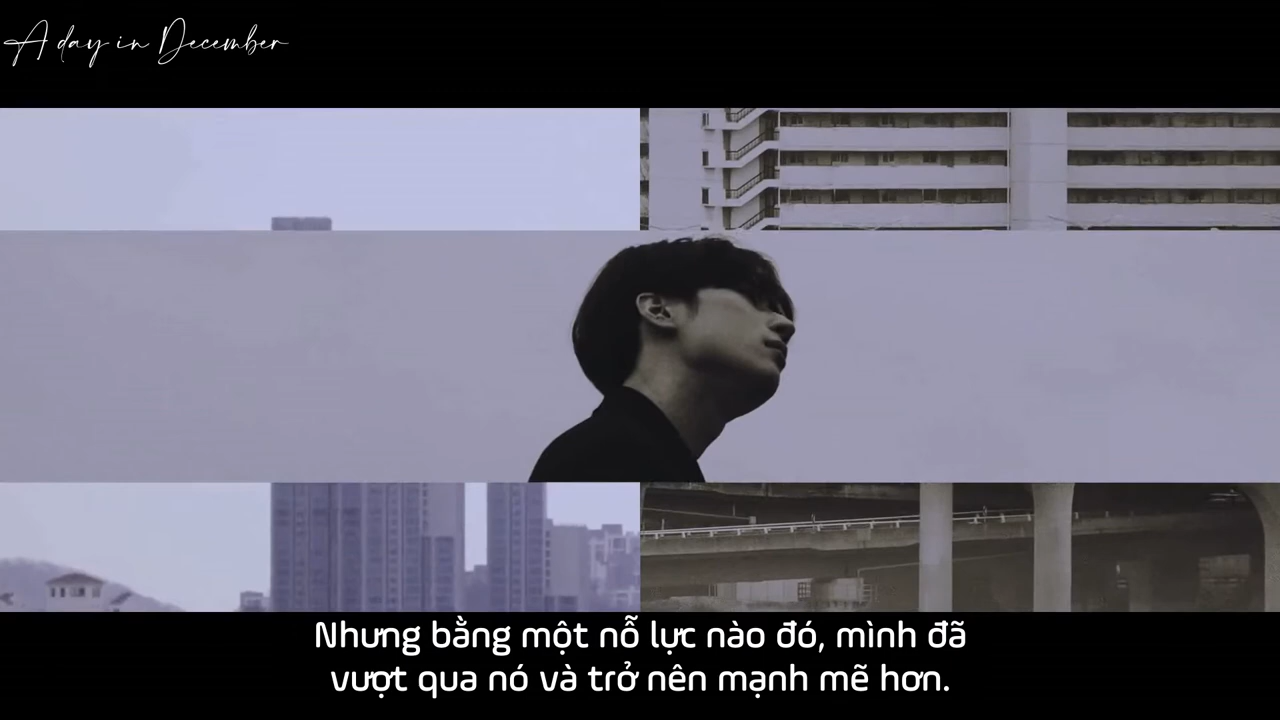 A day in December
Nhưng bằng một nỗ lực nào đó, mình đã
vượt qua nó và trở nên mạnh mẽ hơn.